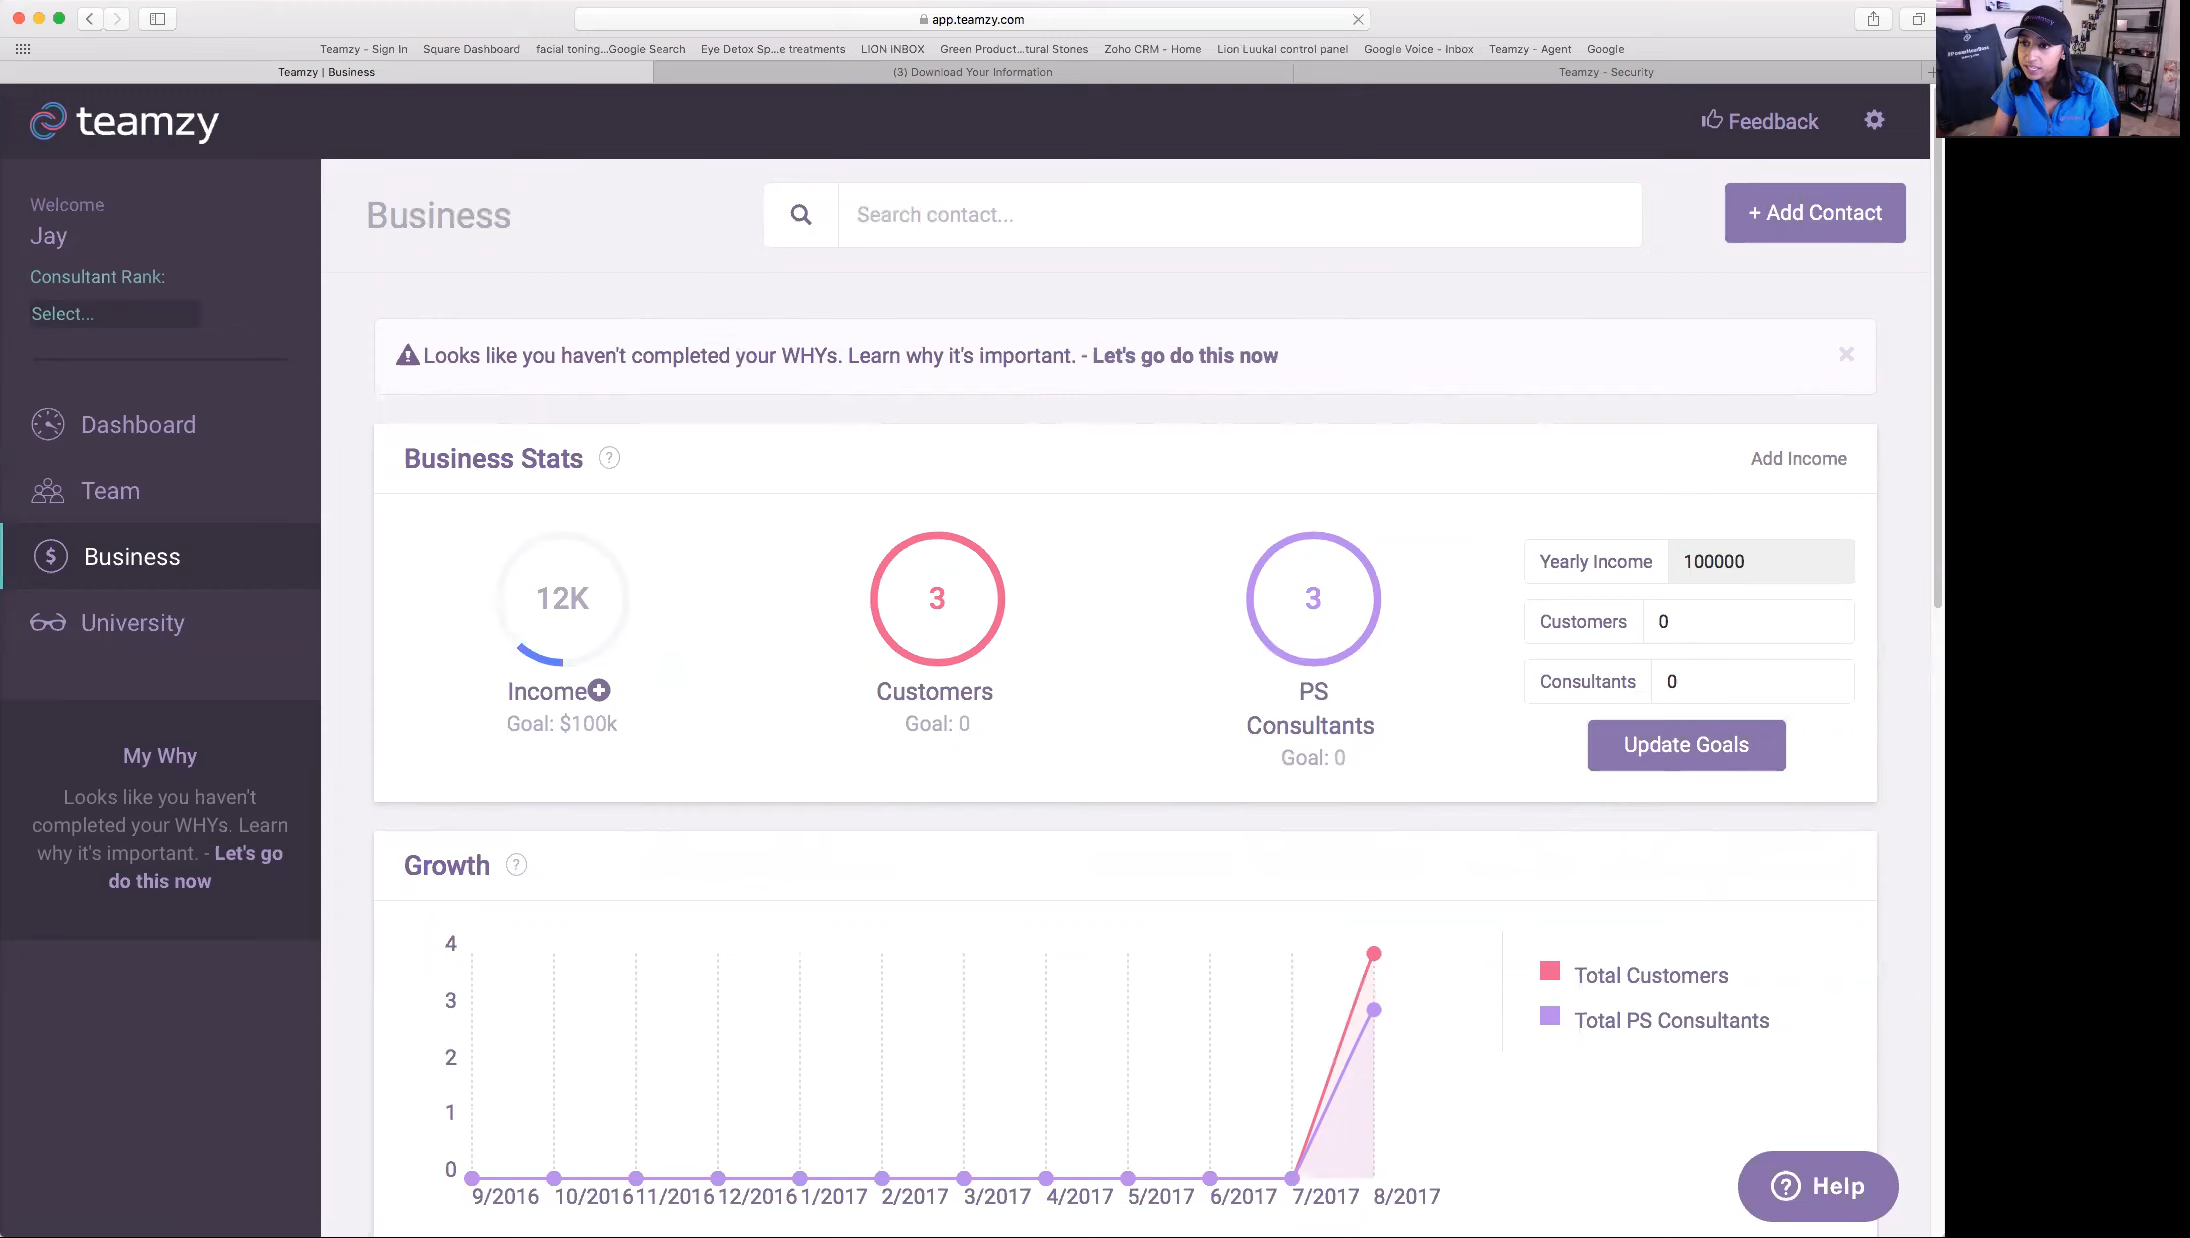 app.teamzy.com
Teamzy - Sign In Square Dashboard facial toning...Google Search Eye Detox Sp...e treatments LION INBOX Green Product...tural Stones Zoho CRM - Home Lion Luukal control panel Google Voice - Inbox Teamzy - Agent Google
Teamzy | Business (3) Download Your Information Teamzy - Security
teamzy
Feedback
Welcome
Jay
Consultant Rank:
Select...
Dashboard
Team
Business
University
My Why
Looks like you haven't
completed your WHYs. Learn
why it's important. - Let's go
do this now
Business
Search contact...
+ Add Contact
Looks like you haven't completed your WHYs. Learn why it's important. - Let's go do this now
Business Stats ?
Add Income
12K
Income
Goal: $100k
3
Customers
Goal: 0
3
PS
Consultants
Goal: 0
Yearly Income 100000
Customers 0
Consultants 0
Update Goals
Growth ?
4
3
2
1
0
9/2016 10/2016 11/2016 12/2016 1/2017 2/2017 3/2017 4/2017 5/2017 6/2017 7/2017 8/2017
Total Customers
Total PS Consultants
? Help